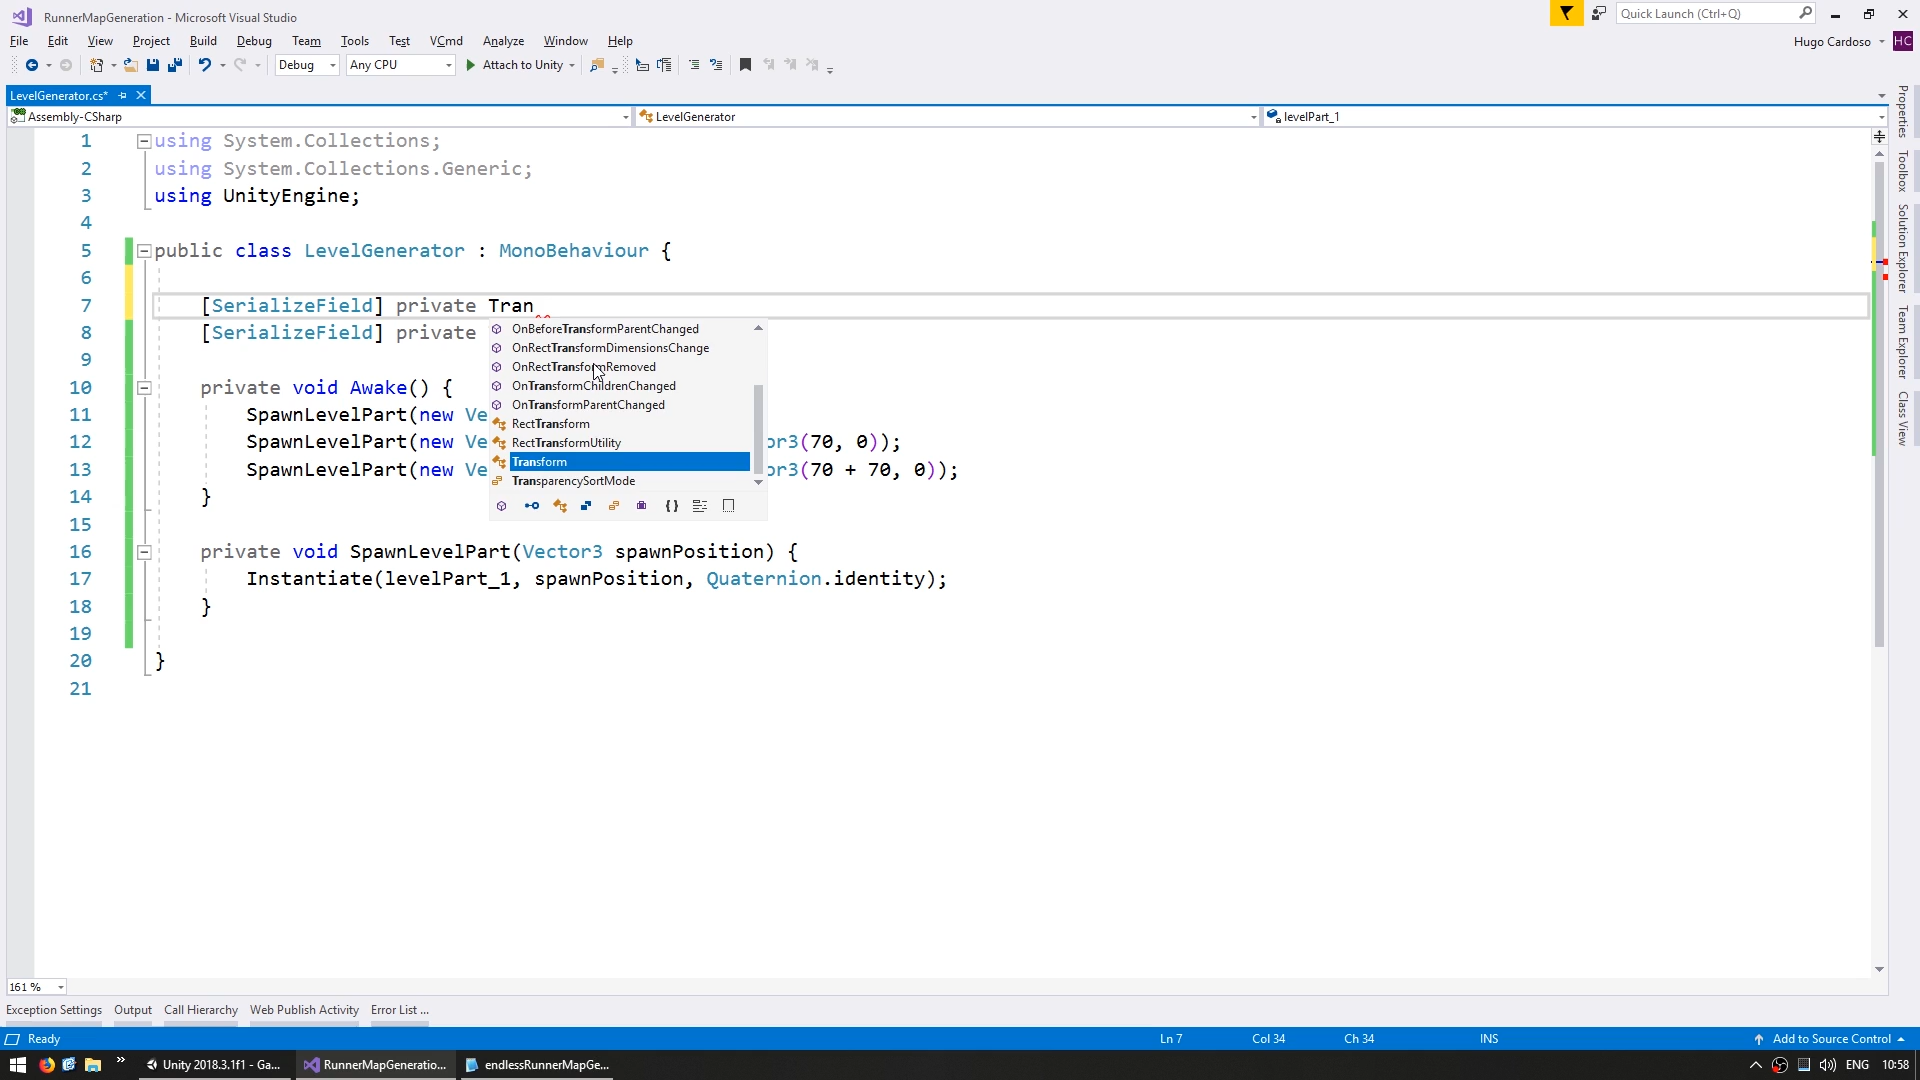 RunnerMapGeneration - Microsoft Visual Studio
Quick Launch (Ctrl+Q)
File Edit View Project Build Debug Team Tools Test VCmd Analyze Window Help
Hugo Cardoso HC
Debug Any CPU Attach to Unity
LevelGenerator.cs*
Assembly-CSharp LevelGenerator levelPart_1
1 using System.Collections;
2 using System.Collections.Generic;
3 using UnityEngine;
4
5 public class LevelGenerator : MonoBehaviour {
6
7 [SerializeField] private Tran
8 [SerializeField] private
9
10 private void Awake() {
11 SpawnLevelPart(new Ve
12 SpawnLevelPart(new Ve or3(70, 0));
13 SpawnLevelPart(new Ve or3(70 + 70, 0));
14 }
15
16 private void SpawnLevelPart(Vector3 spawnPosition) {
17 Instantiate(levelPart_1, spawnPosition, Quaternion.identity);
18 }
19
20 }
21
OnBeforeTransformParentChanged
OnRectTransformDimensionsChange
OnRectTransformRemoved
OnTransformChildrenChanged
OnTransformParentChanged
RectTransform
RectTransformUtility
Transform
TransparencySortMode
Properties
Toolbox
Solution Explorer
Team Explorer
Class View
161 %
Exception Settings Output Call Hierarchy Web Publish Activity Error List ...
Ready Ln 7 Col 34 Ch 34 INS Add to Source Control
Unity 2018.3.1f1 - Ga... RunnerMapGeneratio... endlessRunnerMapGe... ENG 10:58